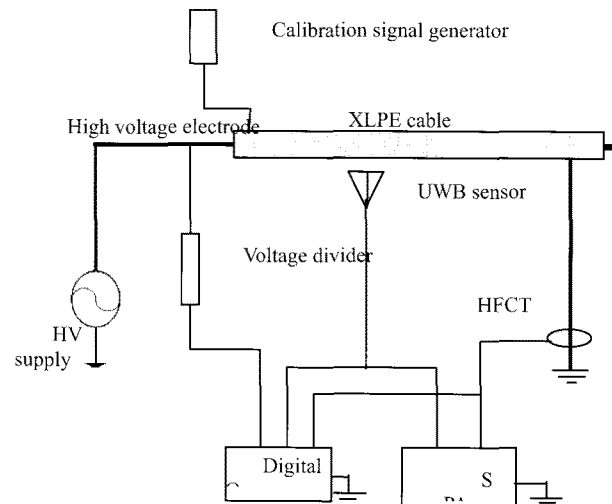 Calibration signal generator
XLPE cable
High voltage electrode
UWB sensor
Voltage divider
HFCT
HV
supply
Digital
S